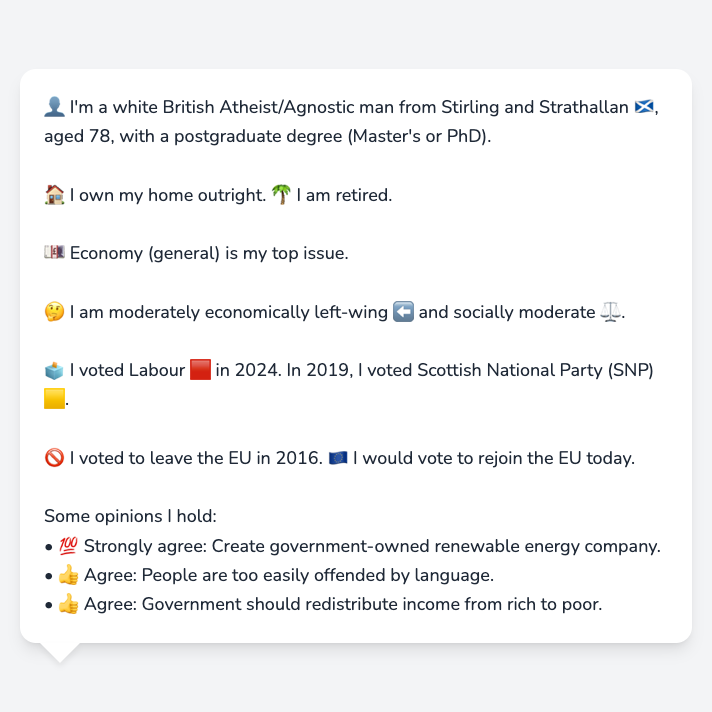 👤 I'm a white British Atheist/Agnostic man from Stirling and Strathallan 🏴󠁧󠁢󠁳󠁣󠁴󠁿,
aged 78, with a postgraduate degree (Master's or PhD).
🏠 I own my home outright. 🌴 I am retired.
💷 Economy (general) is my top issue.
🤔 I am moderately economically left-wing ⬅️ and socially moderate ⚖️.
🗳️ I voted Labour 🟥 in 2024. In 2019, I voted Scottish National Party (SNP)
🟨.
🚫 I voted to leave the EU in 2016. 🇪🇺 I would vote to rejoin the EU today.
Some opinions I hold:
• 💯 Strongly agree: Create government-owned renewable energy company.
• 👍 Agree: People are too easily offended by language.
• 👍 Agree: Government should redistribute income from rich to poor.